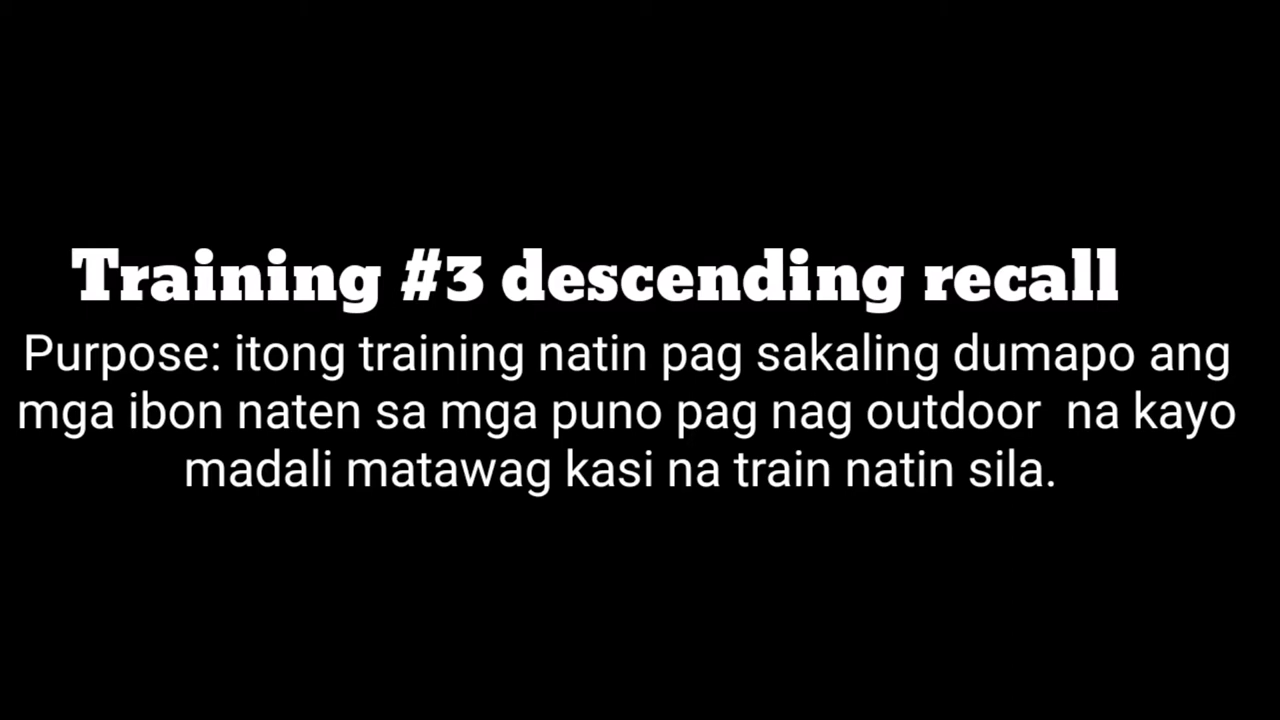 Training #3 descending recall
Purpose: itong training natin pag sakaling dumapo ang
mga ibon naten sa mga puno pag nag outdoor na kayo
madali matawag kasi na train natin sila.